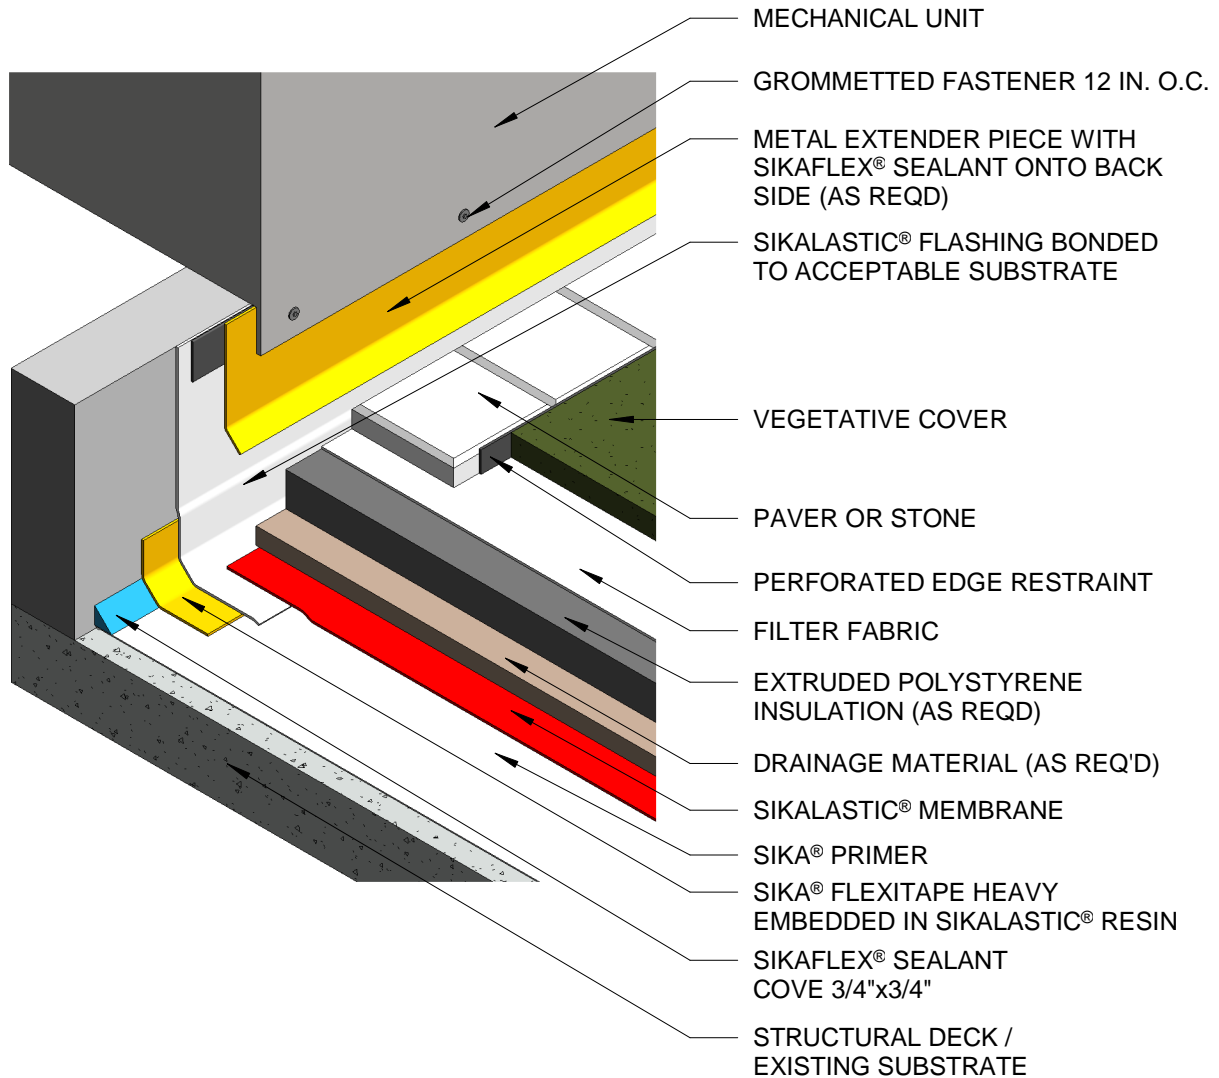 MECHANICAL UNIT
GROMMETTED FASTENER 12 IN. O.C.
METAL EXTENDER PIECE WITH
SIKAFLEX® SEALANT ONTO BACK
SIDE (AS REQD)
SIKALASTIC® FLASHING BONDED
TO ACCEPTABLE SUBSTRATE
VEGETATIVE COVER
PAVER OR STONE
PERFORATED EDGE RESTRAINT
FILTER FABRIC
EXTRUDED POLYSTYRENE
INSULATION (AS REQD)
DRAINAGE MATERIAL (AS REQ'D)
SIKALASTIC® MEMBRANE
SIKA® PRIMER
SIKA® FLEXITAPE HEAVY
EMBEDDED IN SIKALASTIC® RESIN
SIKAFLEX® SEALANT
COVE 3/4"x3/4"
STRUCTURAL DECK /
EXISTING SUBSTRATE